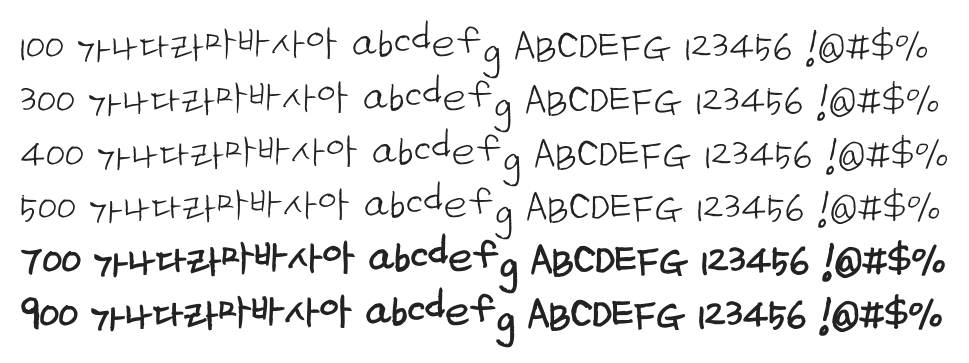 100 가나다라마바사아 abcdefg ABCDEFG 123456 !@#$%
300 가나다라마바사아 abcdefg ABCDEFG 123456 !@#$%
400 가나다라마바사아 abcdefg ABCDEFG 123456 !@#$%
500 가나다라마바사아 abcdefg ABCDEFG 123456 !@#$%
700 가나다라마바사아 abcdefg ABCDEFG 123456 !@#$%
900 가나다라마바사아 abcdefg ABCDEFG 123456 !@#$%